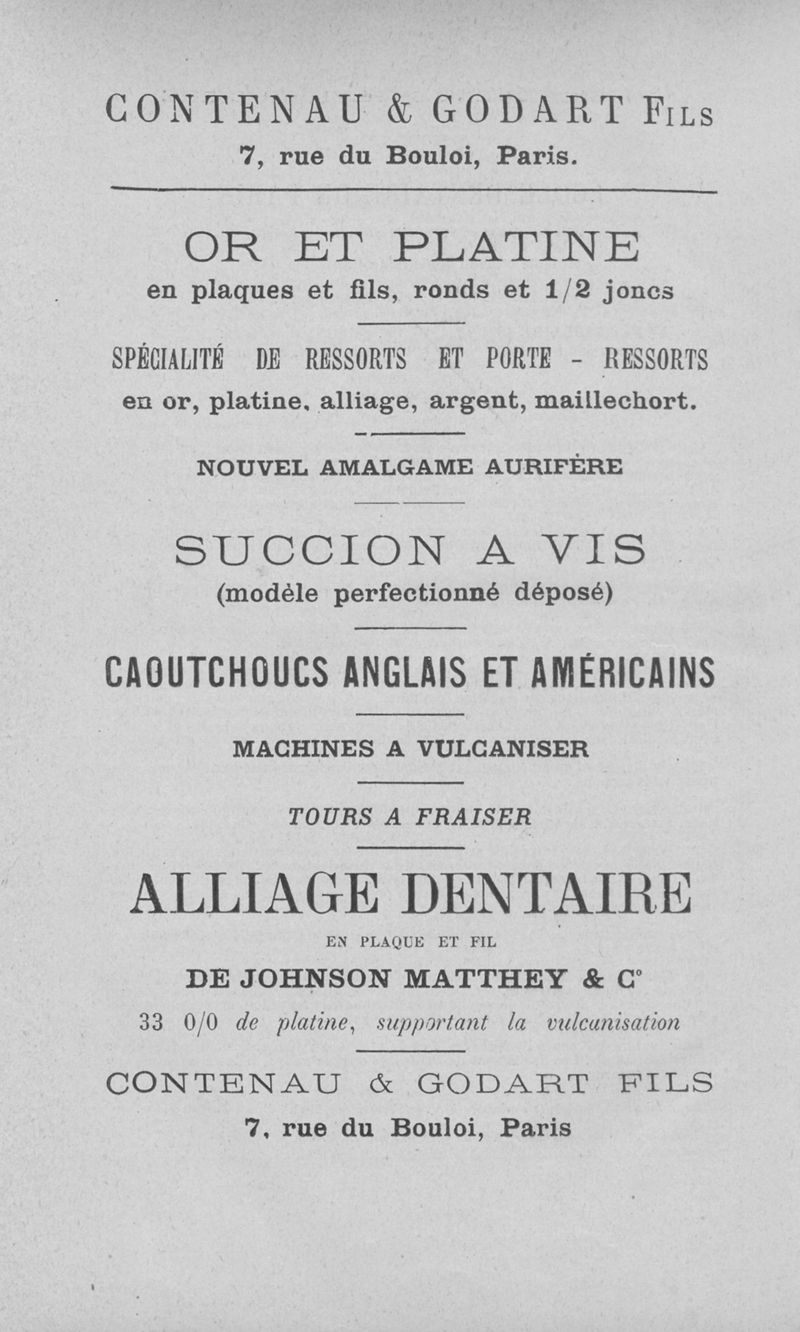 CONTENAU & GODART FILS
7, rue du Bouloi, Paris.
OR ET PLATINE
en plaques et fils, ronds et 1/2 joncs
SPÉCIALITÉ DE RESSORTS ET PORTE - RESSORTS
en or, platine, alliage, argent, maillechort.
NOUVEL AMALGAME AURIFÈRE
SUCCION A VIS
(modèle perfectionné déposé)
CAOUTCHOUCS ANGLAIS ET AMÉRICAINS
MACHINES A VULCANISER
TOURS A FRAISER
ALLIAGE DENTAIRE
EN PLAQUE ET FIL
DE JOHNSON MATTHEY & C°
33 0/0 de platine, supportant la vulcanisation
CONTENAU & GODART FILS
7, rue du Bouloi, Paris